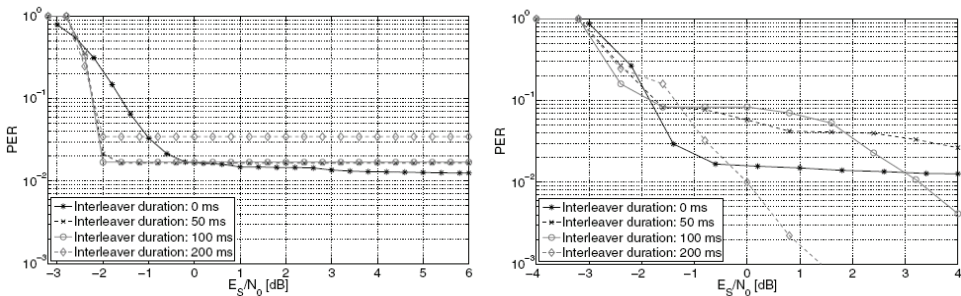 10^0
10^-1
10^-2
10^-3
PER
Interleaver duration: 0 ms
Interleaver duration: 50 ms
Interleaver duration: 100 ms
Interleaver duration: 200 ms
−3 −2 −1 0 1 2 3 4 5 6
E_S/N_0 [dB]
10^0
10^-1
10^-2
10^-3
PER
Interleaver duration: 0 ms
Interleaver duration: 50 ms
Interleaver duration: 100 ms
Interleaver duration: 200 ms
−4 −3 −2 −1 0 1 2 3 4
E_S/N_0 [dB]